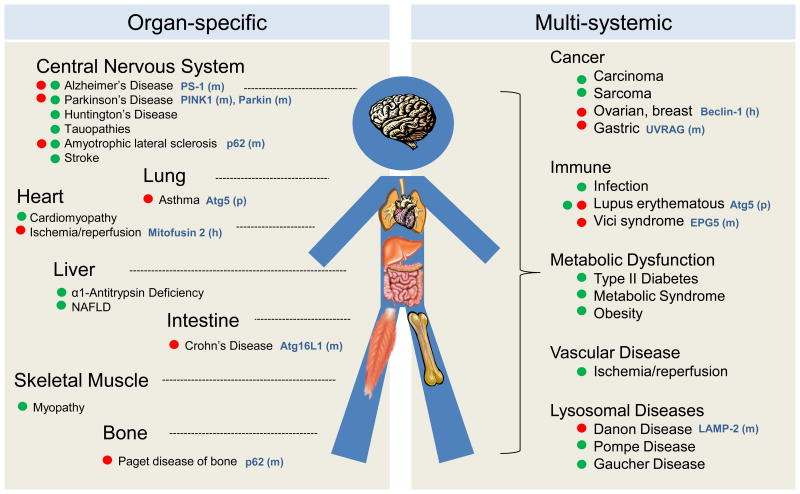 Organ-specific
Central Nervous System
Alzheimer's Disease PS-1 (m)
Parkinson's Disease PINK1 (m), Parkin (m)
Huntington's Disease
Tauopathies
Amyotrophic lateral sclerosis p62 (m)
Stroke
Lung
Asthma Atg5 (p)
Heart
Cardiomyopathy
Ischemia/reperfusion Mitofusin 2 (h)
Liver
α1-Antitrypsin Deficiency
NAFLD
Intestine
Crohn's Disease Atg16L1 (m)
Skeletal Muscle
Myopathy
Bone
Paget disease of bone p62 (m)
Multi-systemic
Cancer
Carcinoma
Sarcoma
Ovarian, breast Beclin-1 (h)
Gastric UVRAG (m)
Immune
Infection
Lupus erythematous Atg5 (p)
Vici syndrome EPG5 (m)
Metabolic Dysfunction
Type II Diabetes
Metabolic Syndrome
Obesity
Vascular Disease
Ischemia/reperfusion
Lysosomal Diseases
Danon Disease LAMP-2 (m)
Pompe Disease
Gaucher Disease